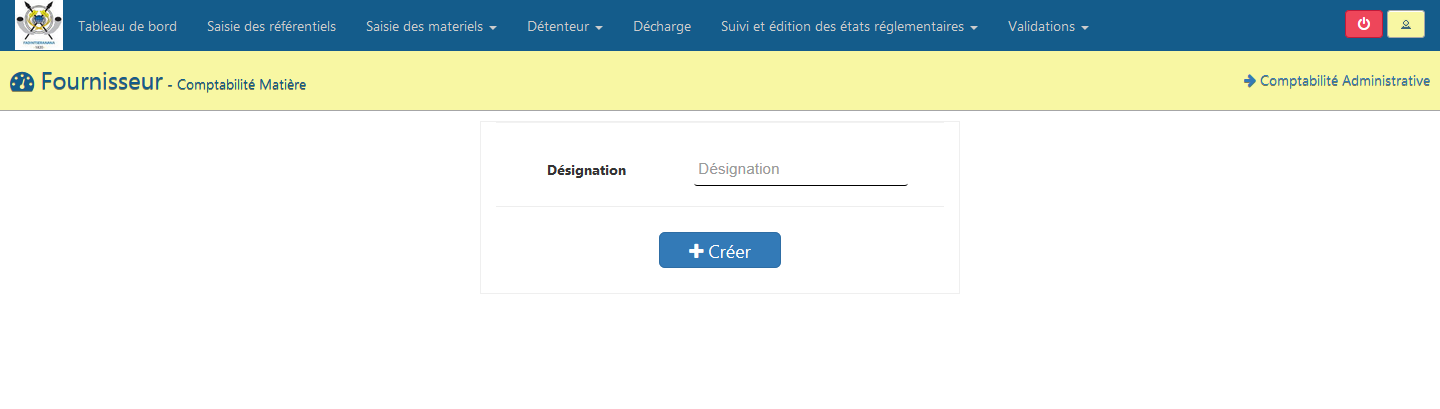 Tableau de bord Saisie des référentiels Saisie des materiels Détenteur Décharge Suivi et édition des états réglementaires Validations
Fournisseur - Comptabilité Matière Comptabilité Administrative
Désignation Désignation
Créer